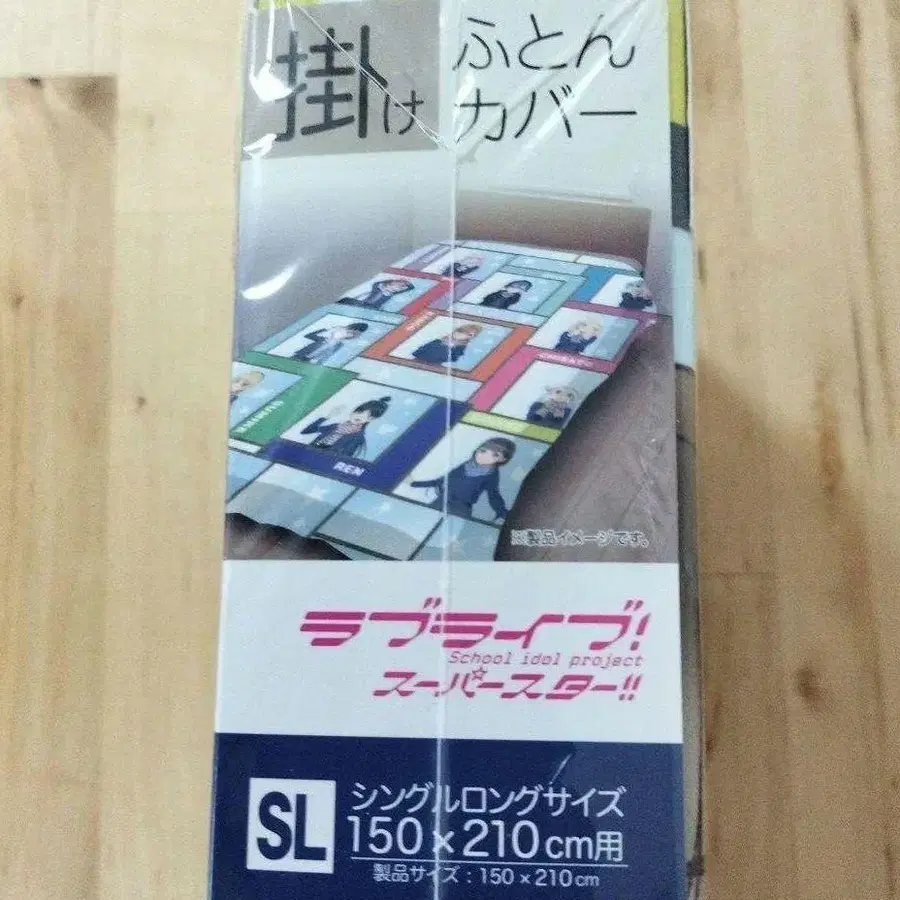 掛け ふとん
カバー
CHISATO
REN
※製品イメージです。
ラブライブ!
School idol project
スーパースター!!
SL シングルロングサイズ
150×210cm用
製品サイズ：150×210cm